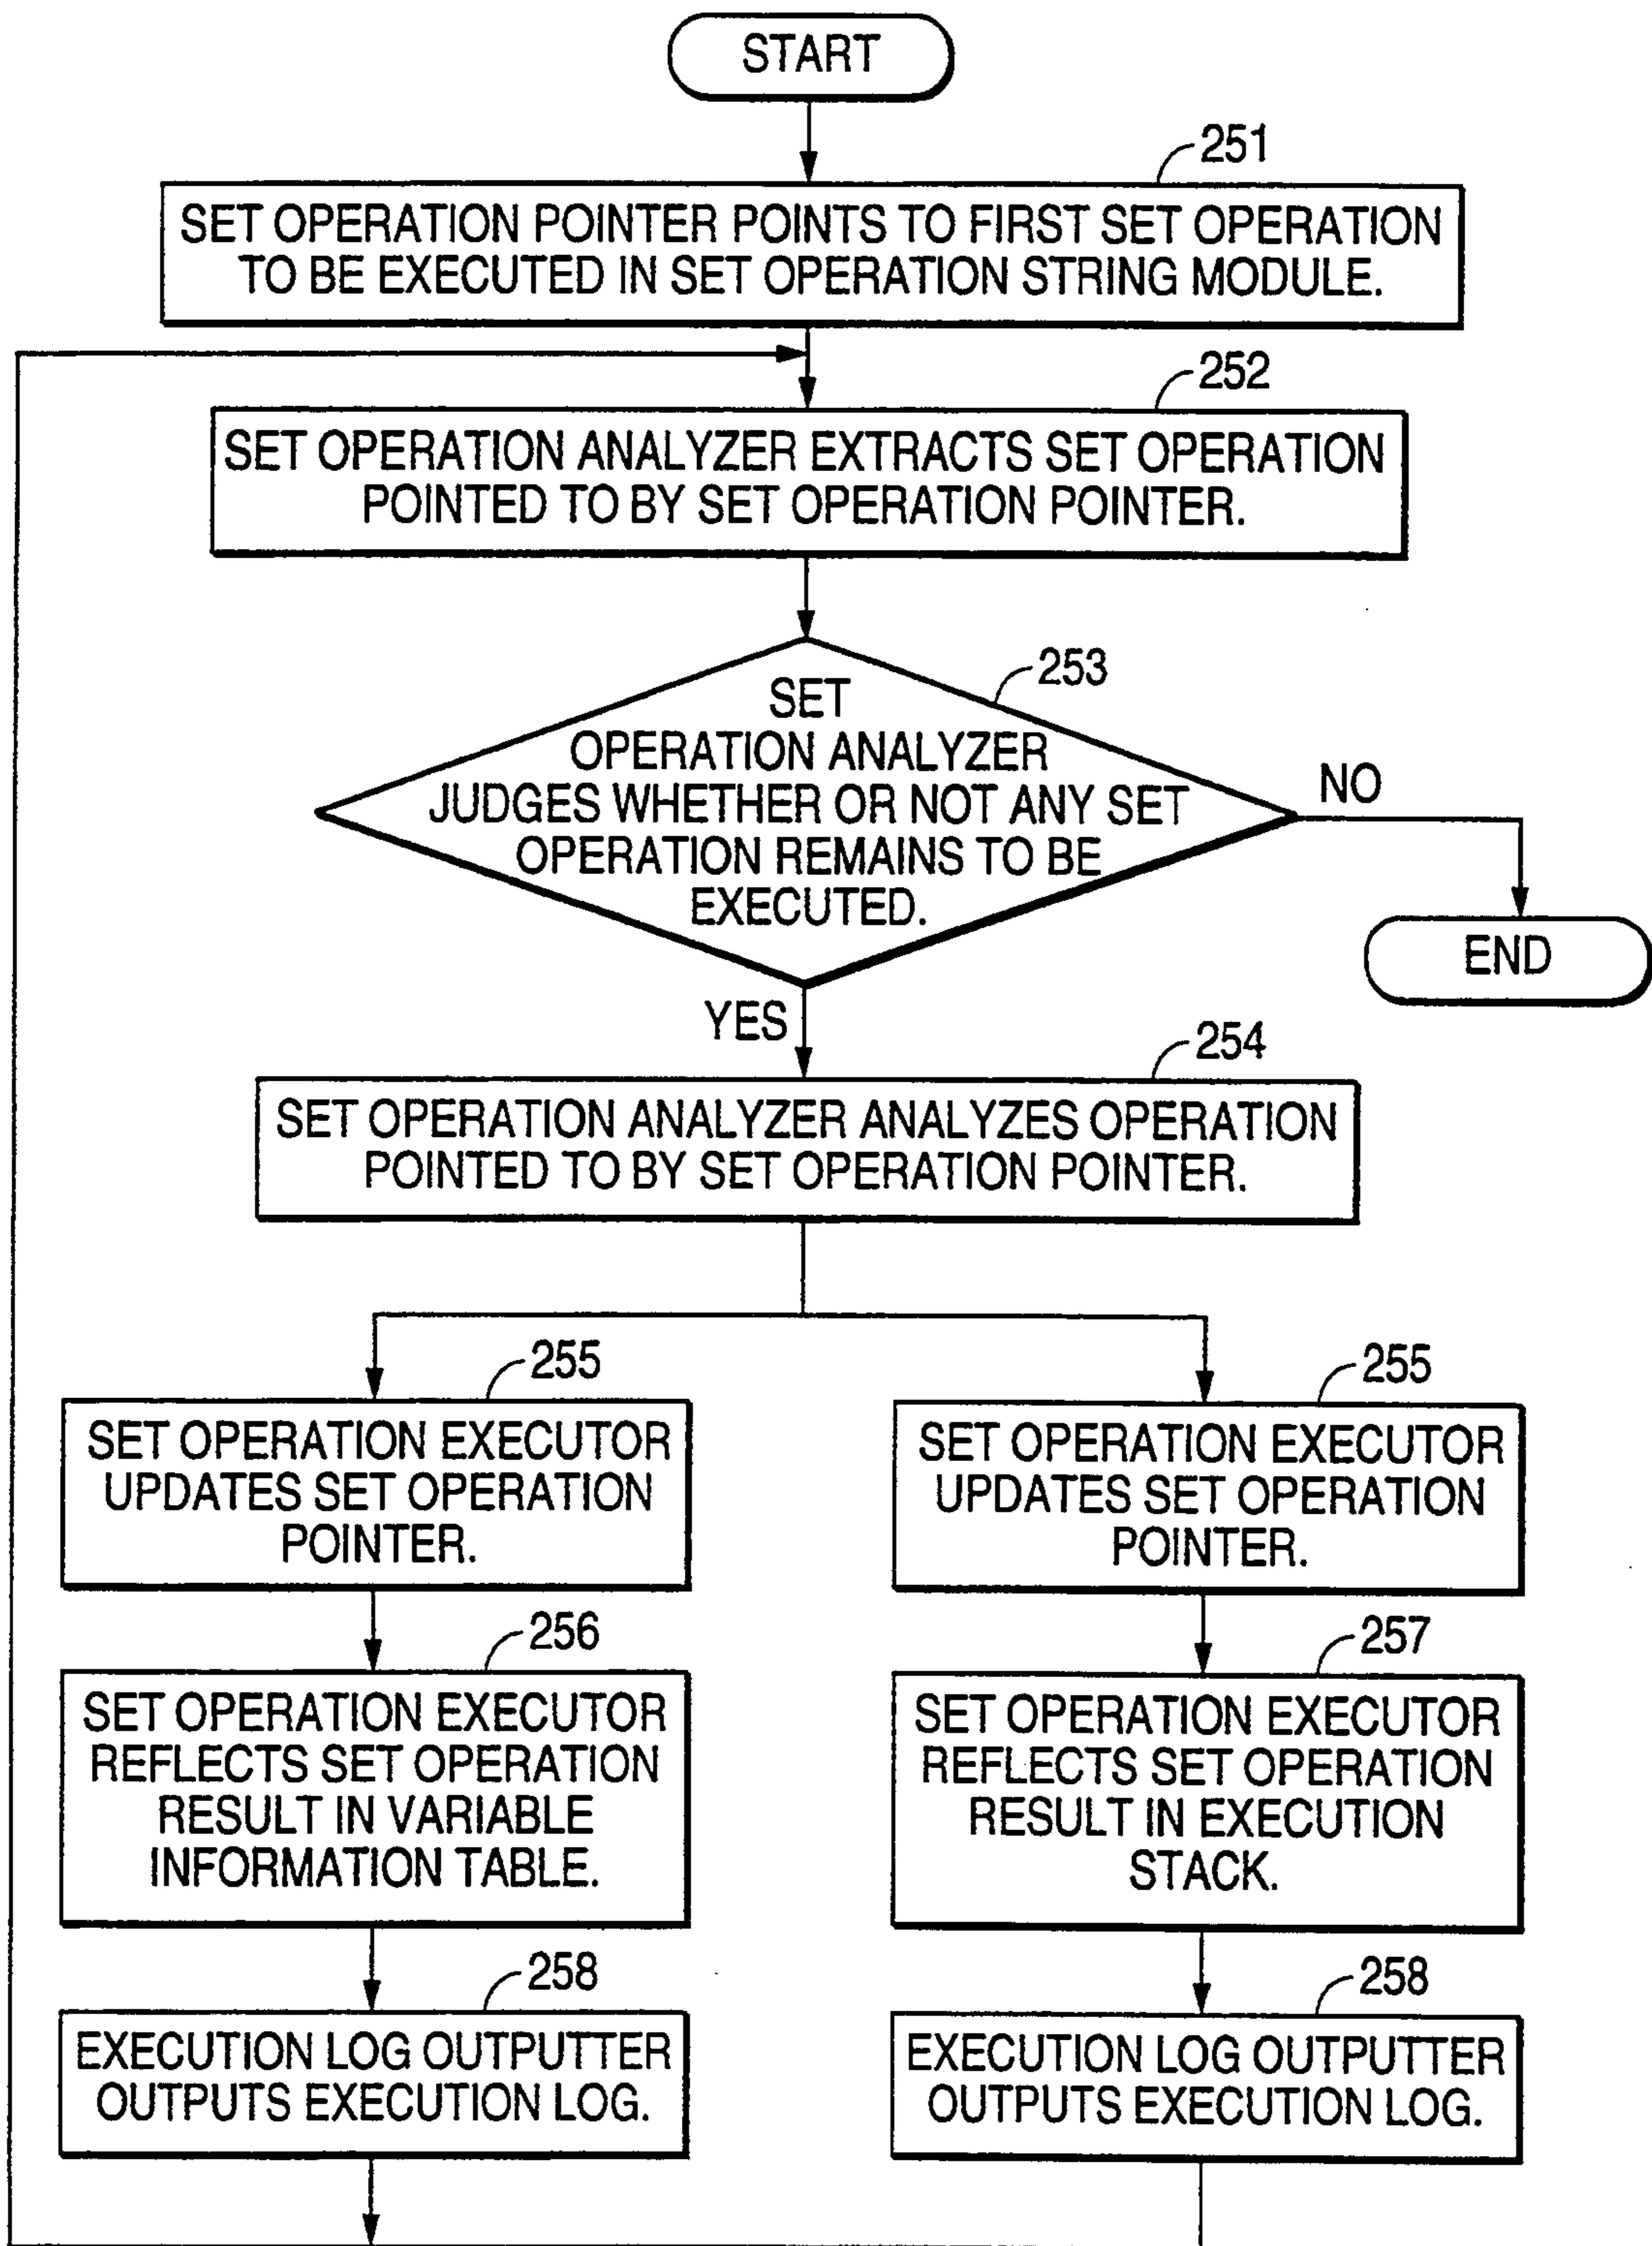 START
251
SET OPERATION POINTER POINTS TO FIRST SET OPERATION
TO BE EXECUTED IN SET OPERATION STRING MODULE.
252
SET OPERATION ANALYZER EXTRACTS SET OPERATION
POINTED TO BY SET OPERATION POINTER.
253
SET
OPERATION ANALYZER
JUDGES WHETHER OR NOT ANY SET
OPERATION REMAINS TO BE
EXECUTED.
NO
END
YES
254
SET OPERATION ANALYZER ANALYZES OPERATION
POINTED TO BY SET OPERATION POINTER.
255
SET OPERATION EXECUTOR
UPDATES SET OPERATION
POINTER.
256
SET OPERATION EXECUTOR
REFLECTS SET OPERATION
RESULT IN VARIABLE
INFORMATION TABLE.
258
EXECUTION LOG OUTPUTTER
OUTPUTS EXECUTION LOG.
255
SET OPERATION EXECUTOR
UPDATES SET OPERATION
POINTER.
257
SET OPERATION EXECUTOR
REFLECTS SET OPERATION
RESULT IN EXECUTION
STACK.
258
EXECUTION LOG OUTPUTTER
OUTPUTS EXECUTION LOG.